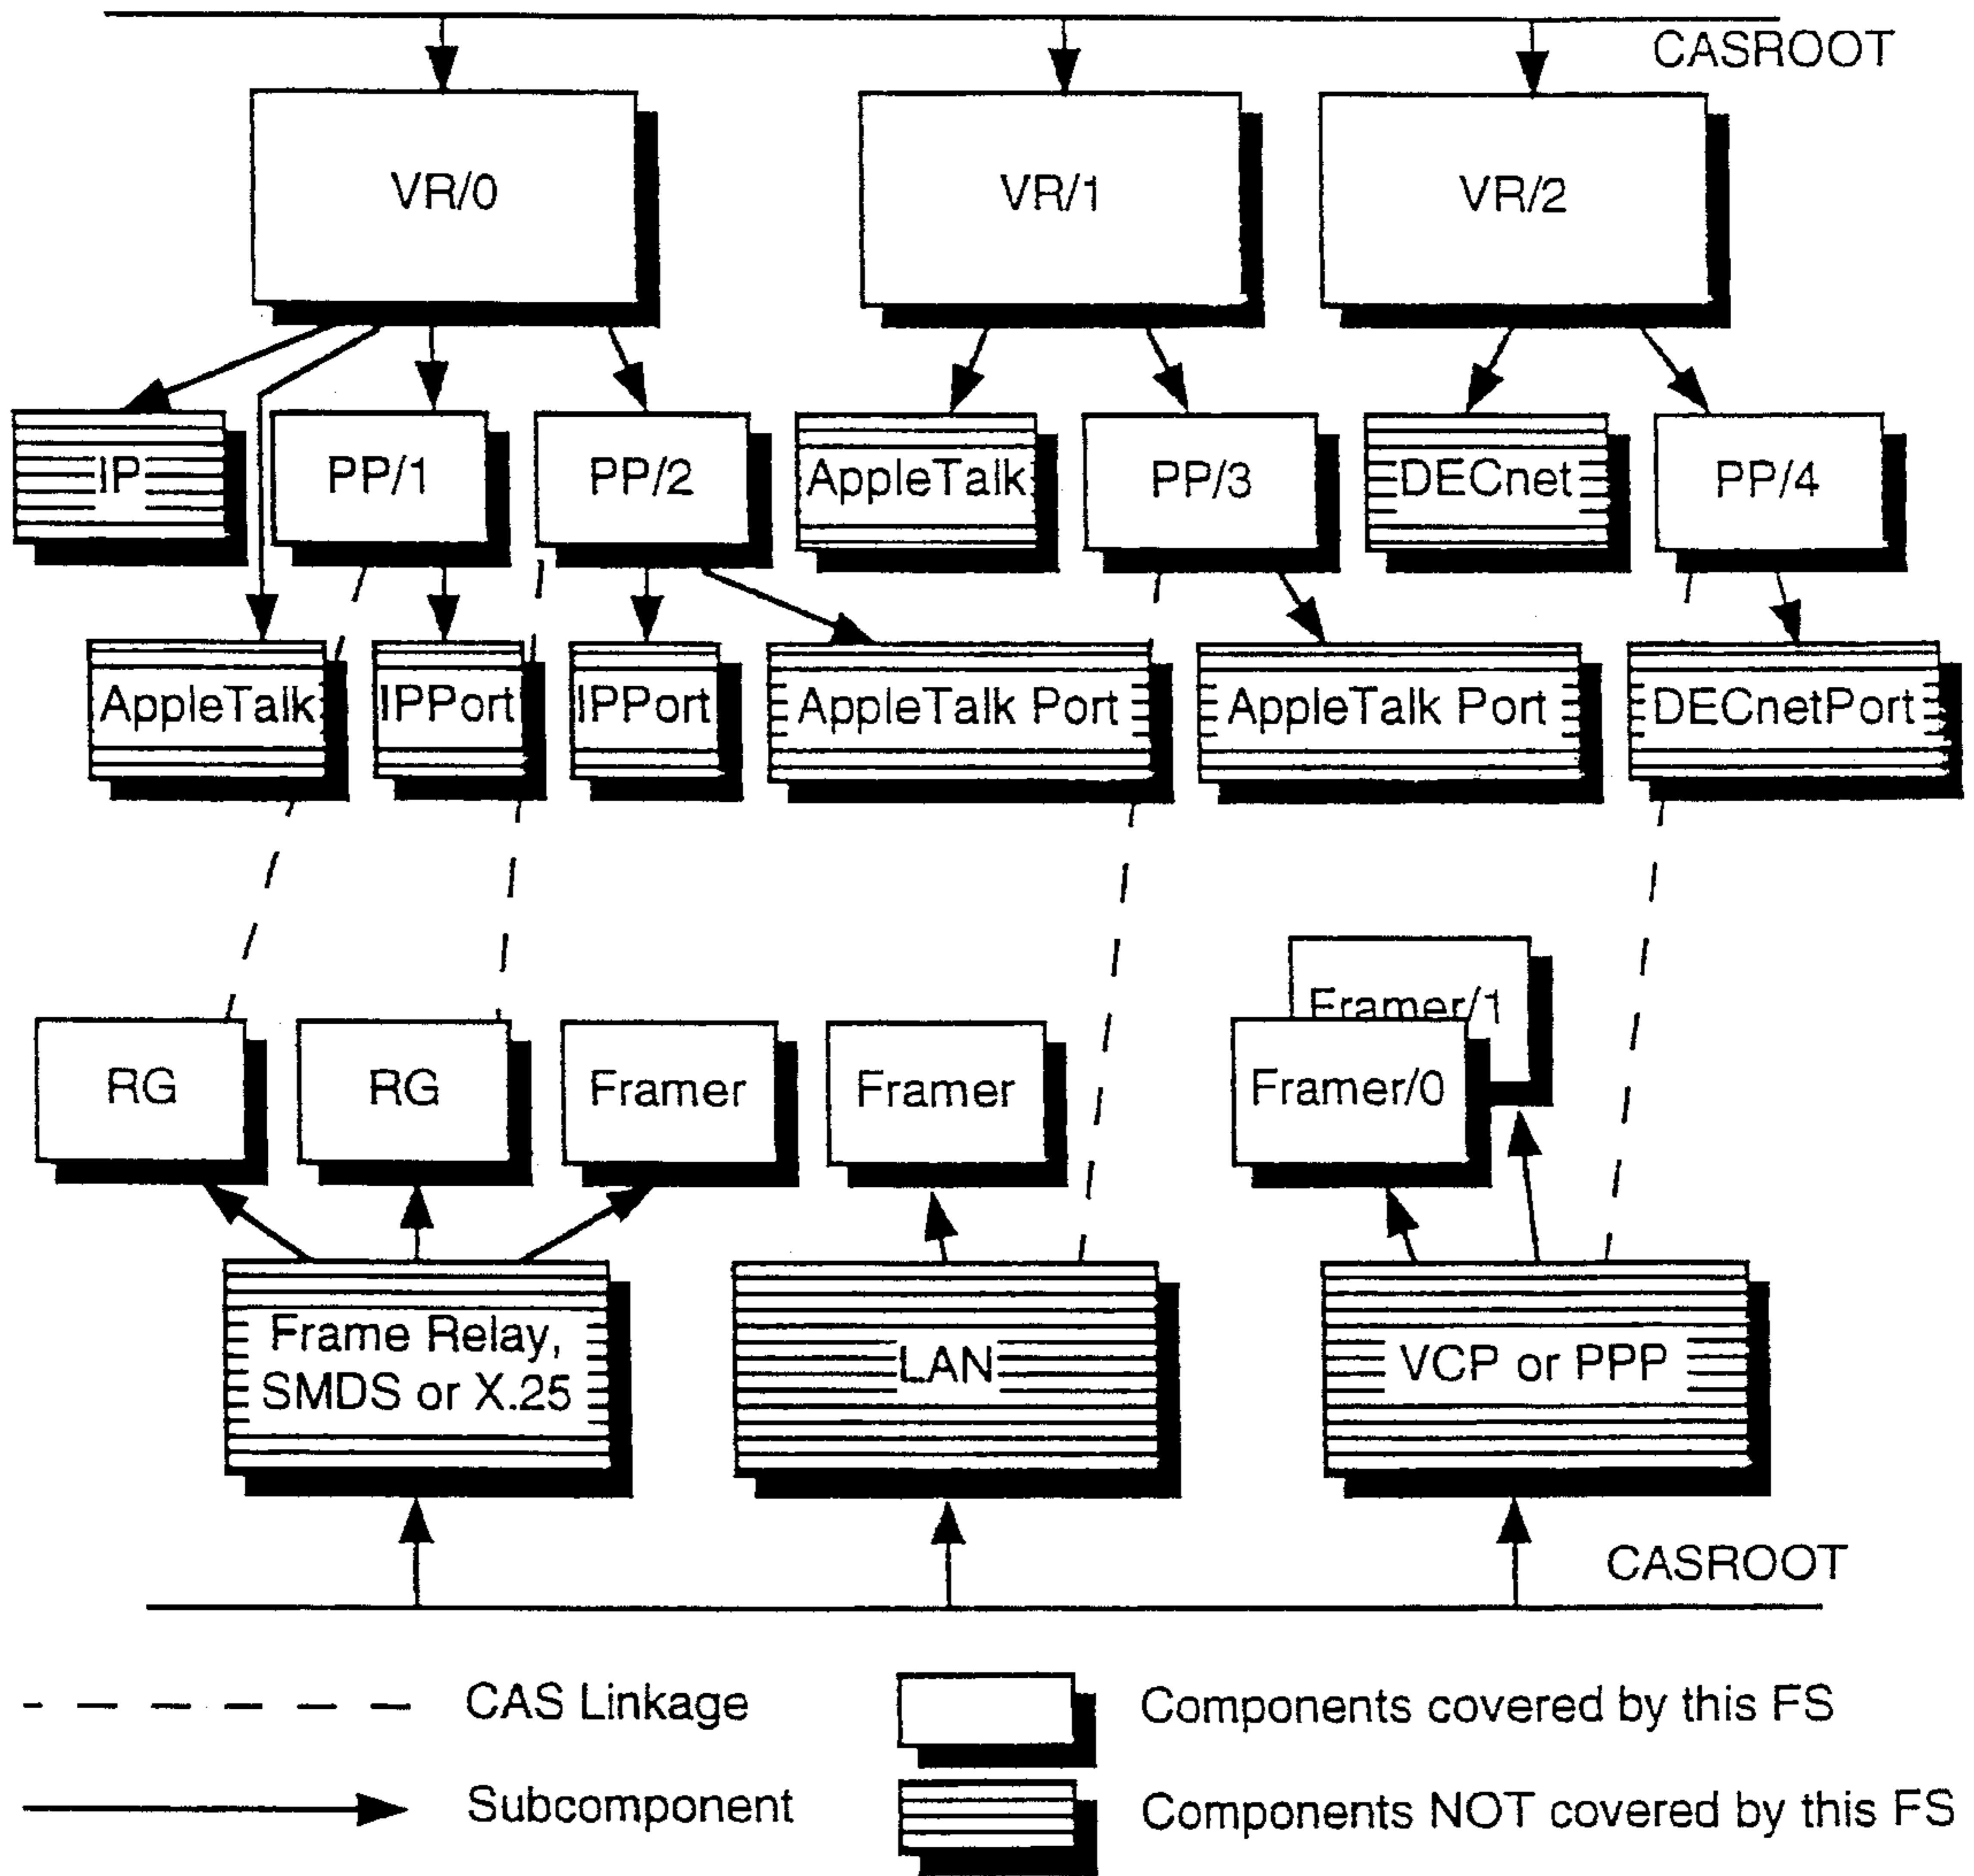 CASROOT
VR/0
VR/1
VR/2
IP
PP/1
PP/2
AppleTalk
PP/3
DECnet
PP/4
AppleTalk
IPPort
IPPort
AppleTalk Port
AppleTalk Port
DECnetPort
Framer/1
RG
RG
Framer
Framer
Framer/0
Frame Relay,
SMDS or X.25
LAN
VCP or PPP
CASROOT
CAS Linkage
Components covered by this FS
Subcomponent
Components NOT covered by this FS